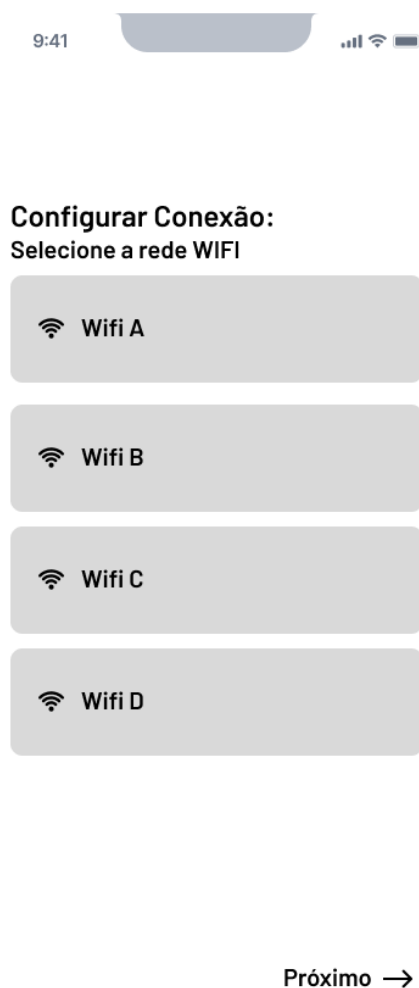 9:41
Configurar Conexão:
Selecione a rede WIFI
Wifi A
Wifi B
Wifi C
Wifi D
Próximo